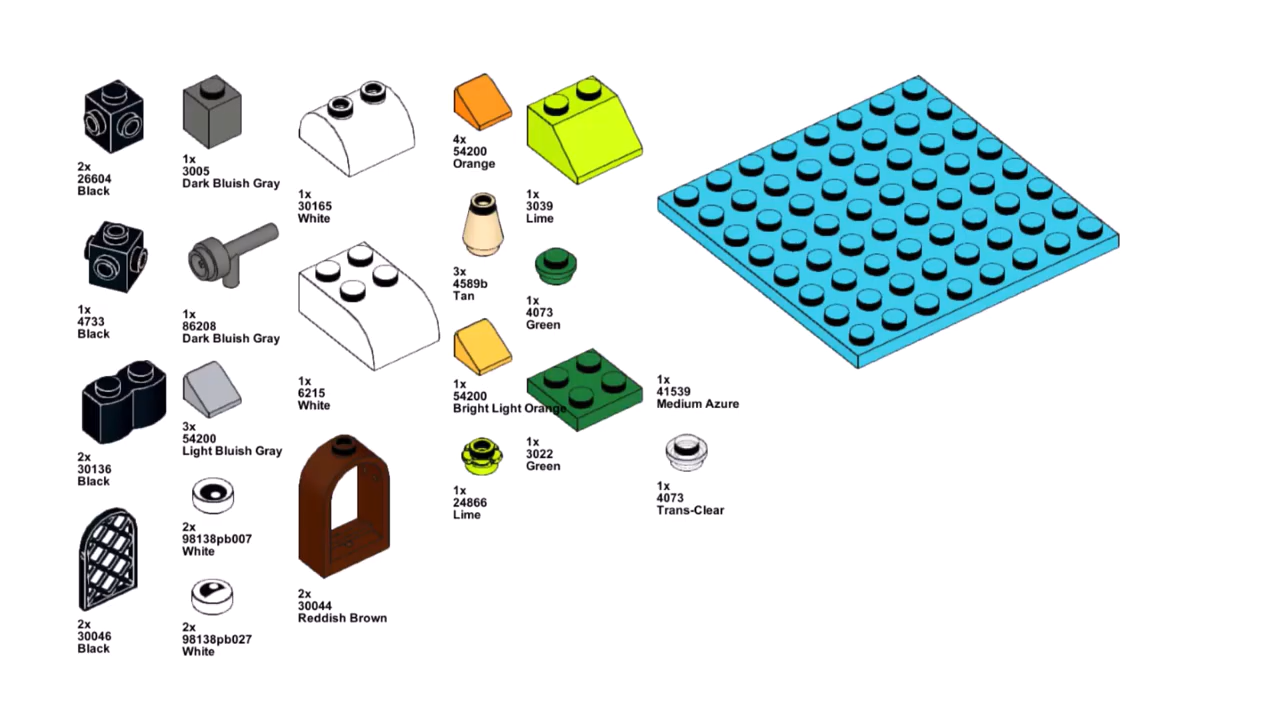 2x
26604
Black
1x
4733
Black
2x
30136
Black
2x
30046
Black
1x
3005
Dark Bluish Gray
1x
86208
Dark Bluish Gray
3x
54200
Light Bluish Gray
2x
98138pb007
White
2x
98138pb027
White
1x
30165
White
1x
6215
White
2x
30044
Reddish Brown
4x
54200
Orange
3x
4589b
Tan
1x
54200
Bright Light Orange
1x
24866
Lime
1x
3039
Lime
1x
4073
Green
1x
3022
Green
1x
41539
Medium Azure
1x
4073
Trans-Clear